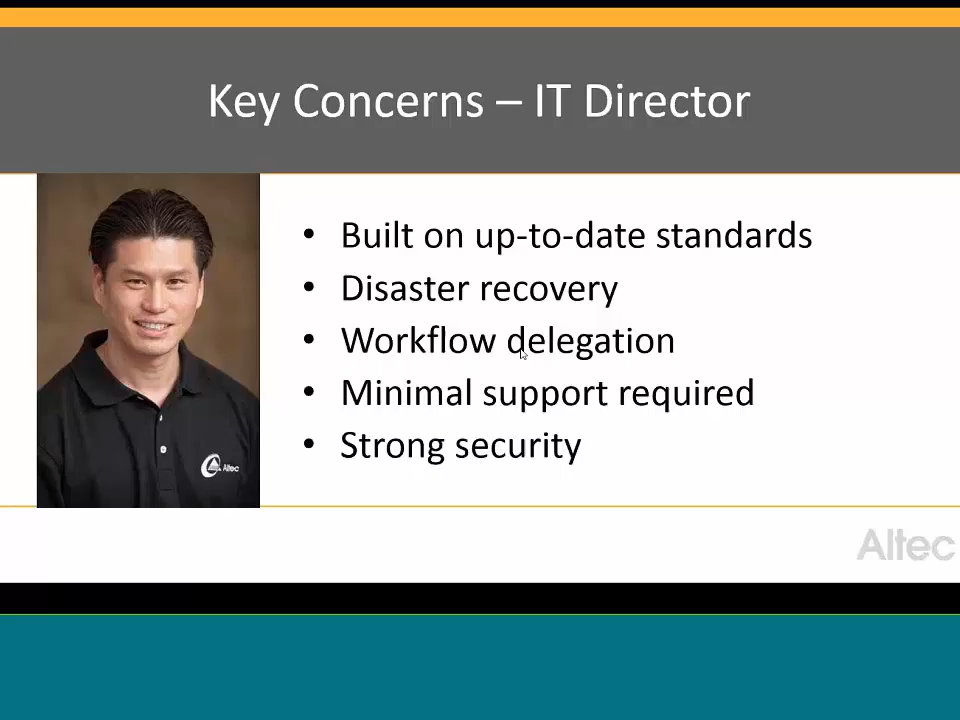 Key Concerns – IT Director
• Built on up-to-date standards
• Disaster recovery
• Workflow delegation
• Minimal support required
• Strong security
Altec
Altec